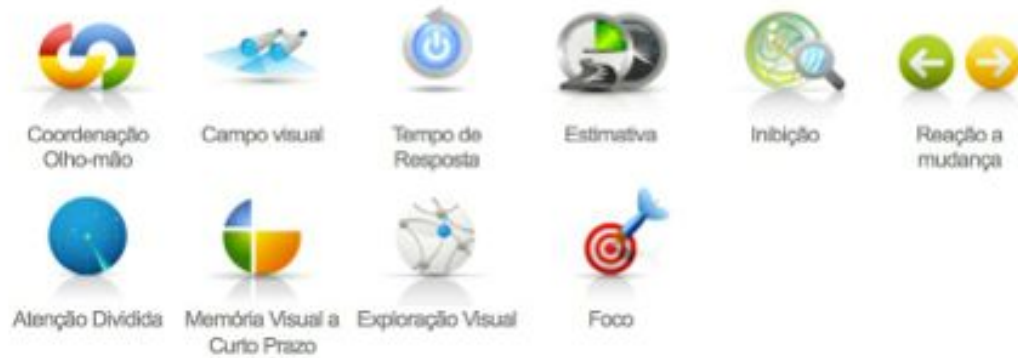 Coordenação
Olho-mão
Campo visual
Tempo de
Resposta
Estimativa
Inibição
Reação a
mudança
Atenção Dividida
Memória Visual a
Curto Prazo
Exploração Visual
Foco